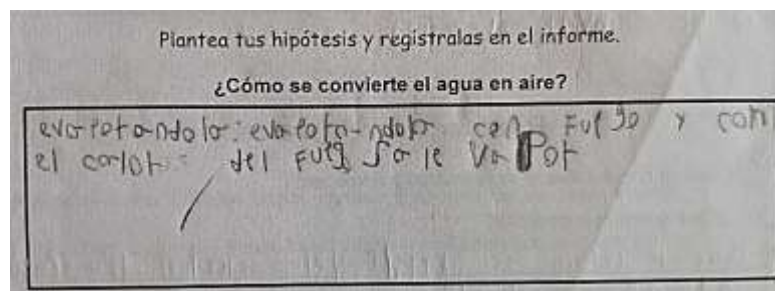 Plantea tus hipótesis y registralas en el informe.
¿Cómo se convierte el agua en aire?
evaporandola: evaporandola con Fuego y con
el calor del Fueg Sale VaPor